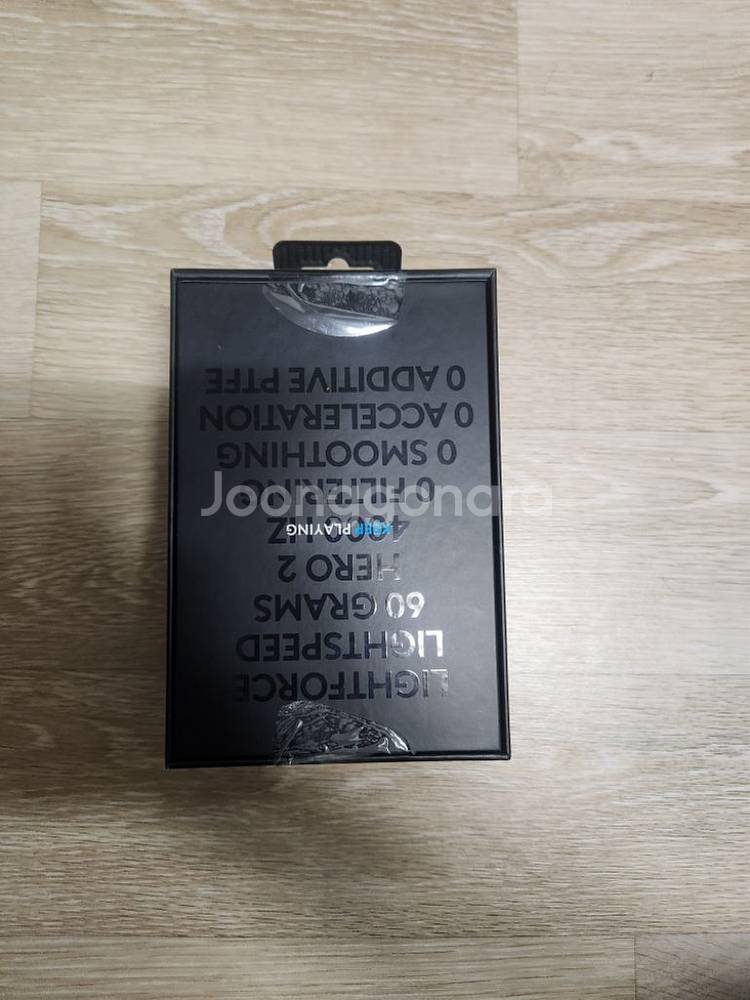 LIGHTFORCE
LIGHTSPEED
60 GRAMS
HERO 2
4000 HZ
KEEP PLAYING
0 FILTERING
0 SMOOTHING
0 ACCELERATION
0 ADDITIVE PTFE
Joonggonara